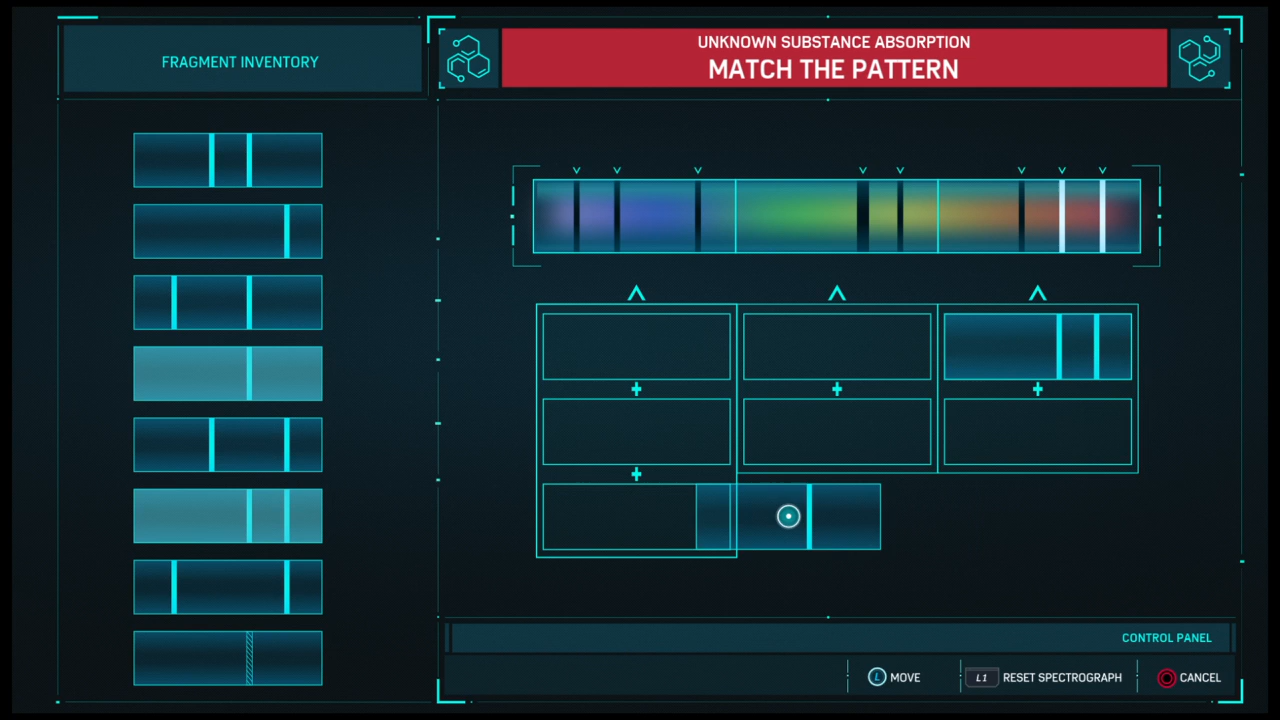 FRAGMENT INVENTORY
UNKNOWN SUBSTANCE ABSORPTION
MATCH THE PATTERN
CONTROL PANEL
L MOVE
L1 RESET SPECTROGRAPH
CANCEL